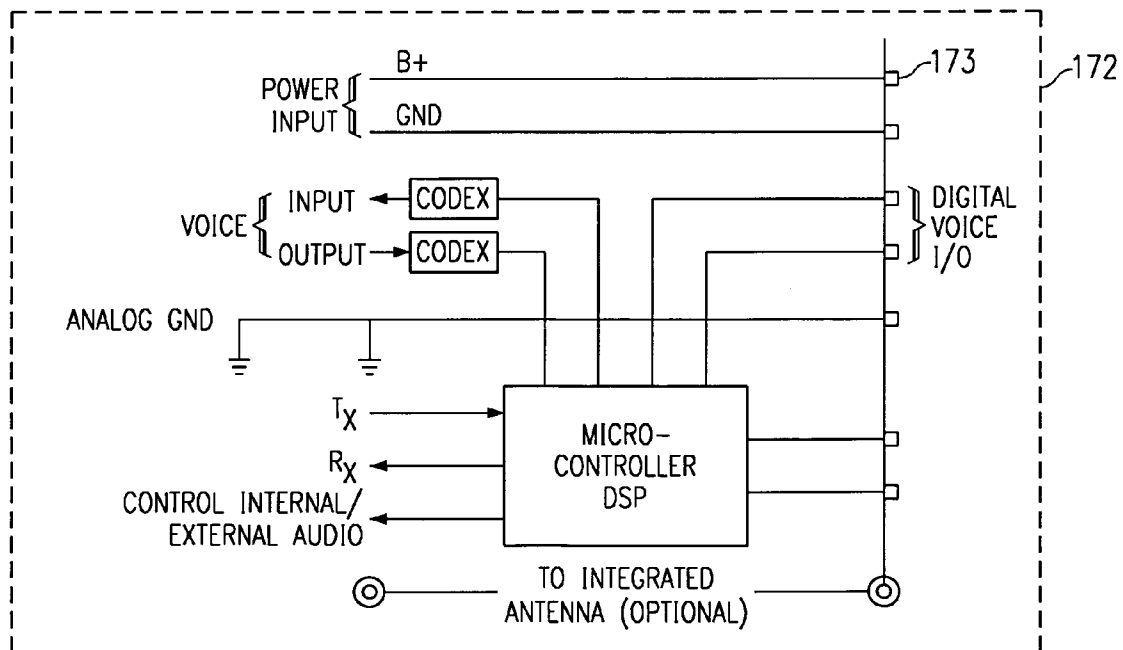 B+
173
172
POWER
INPUT
GND
INPUT
CODEX
VOICE
OUTPUT
CODEX
DIGITAL
VOICE
I/O
ANALOG GND
TX
RX
CONTROL INTERNAL/
EXTERNAL AUDIO
MICRO-
CONTROLLER
DSP
TO INTEGRATED
ANTENNA (OPTIONAL)